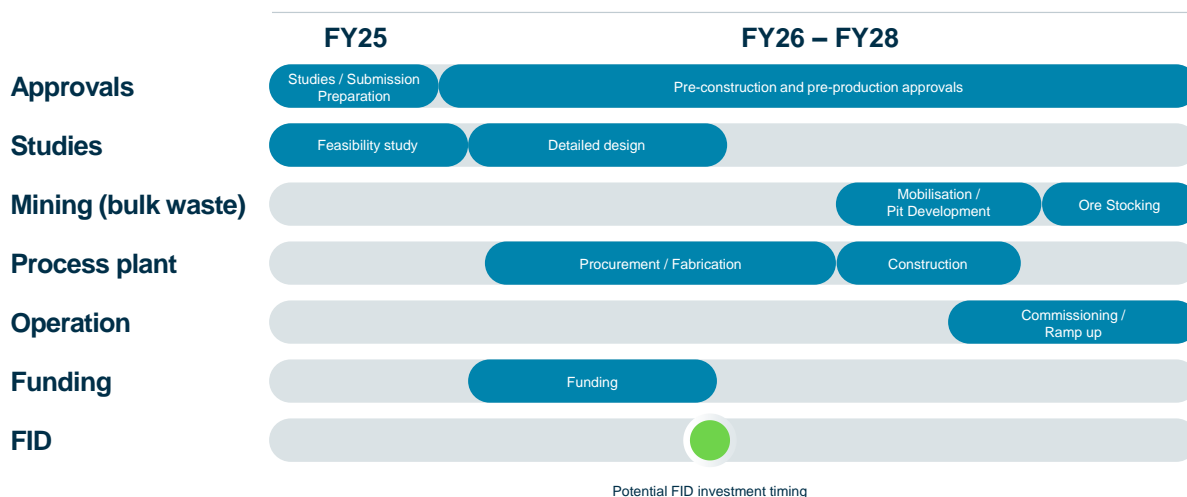 FY25
FY26 – FY28
Approvals
Studies / Submission
Preparation
Pre-construction and pre-production approvals
Studies
Feasibility study
Detailed design
Mining (bulk waste)
Mobilisation /
Pit Development
Ore Stocking
Process plant
Procurement / Fabrication
Construction
Operation
Commissioning /
Ramp up
Funding
Funding
FID
Potential FID investment timing